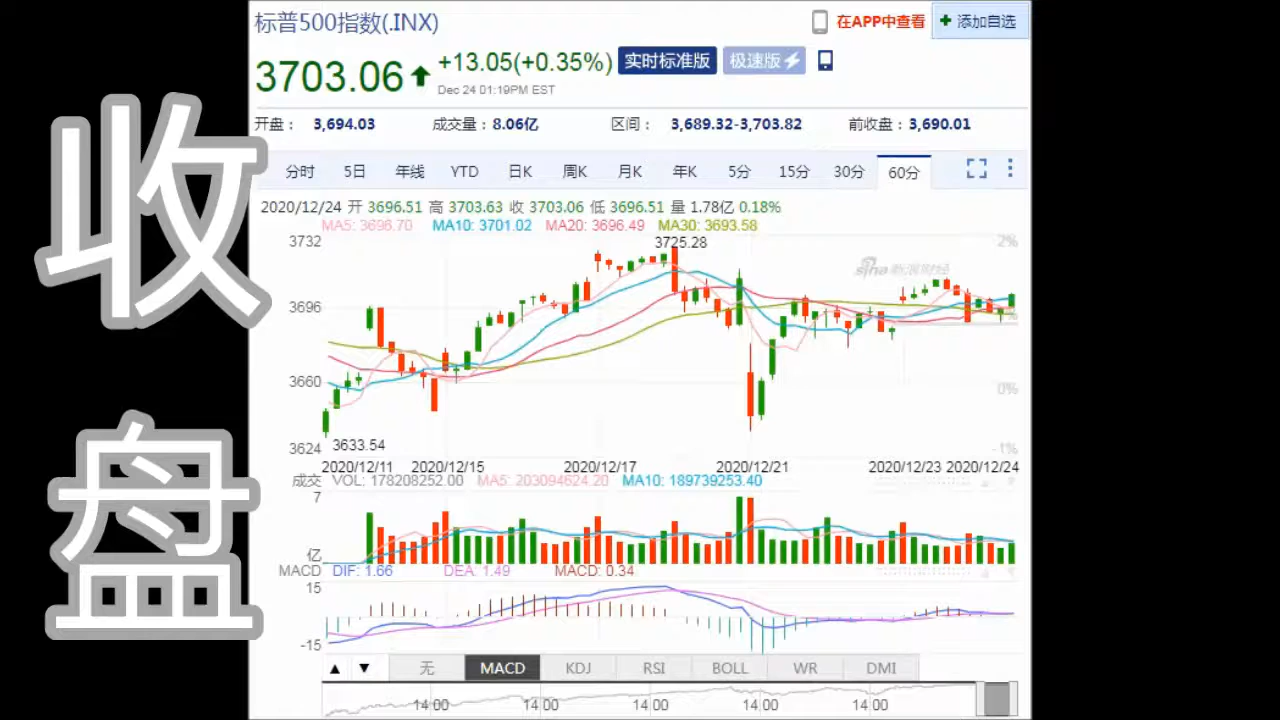 收
盘
标普500指数(.INX)
在APP中查看
+ 添加自选
3703.06
+13.05(+0.35%)
实时标准版
极速版
Dec 24 01:19PM EST
开盘： 3,694.03
成交量：8.06亿
区间： 3,689.32-3,703.82
前收盘：3,690.01
分时 5日 年线 YTD 日K 周K 月K 年K 5分 15分 30分 60分
2020/12/24 开 3696.51 高 3703.63 收 3703.06 低 3696.51 量 1.78亿 0.18%
MA5: 3696.70 MA10: 3701.02 MA20: 3696.49 MA30: 3693.58
3732
3725.28
2%
sina
3696
3660
0%
3624
3633.54
-1%
2020/12/11 2020/12/15 2020/12/17 2020/12/21 2020/12/23 2020/12/24
成交 VOL: 178208252.00 MA5: 203094624.20 MA10: 189739253.40
7
亿
MACD DIF: 1.66 DEA: 1.49 MACD: 0.34
15
-15
▲ ▼ 无 MACD KDJ RSI BOLL WR DMI
14:00 14:00 14:00 14:00 14:00